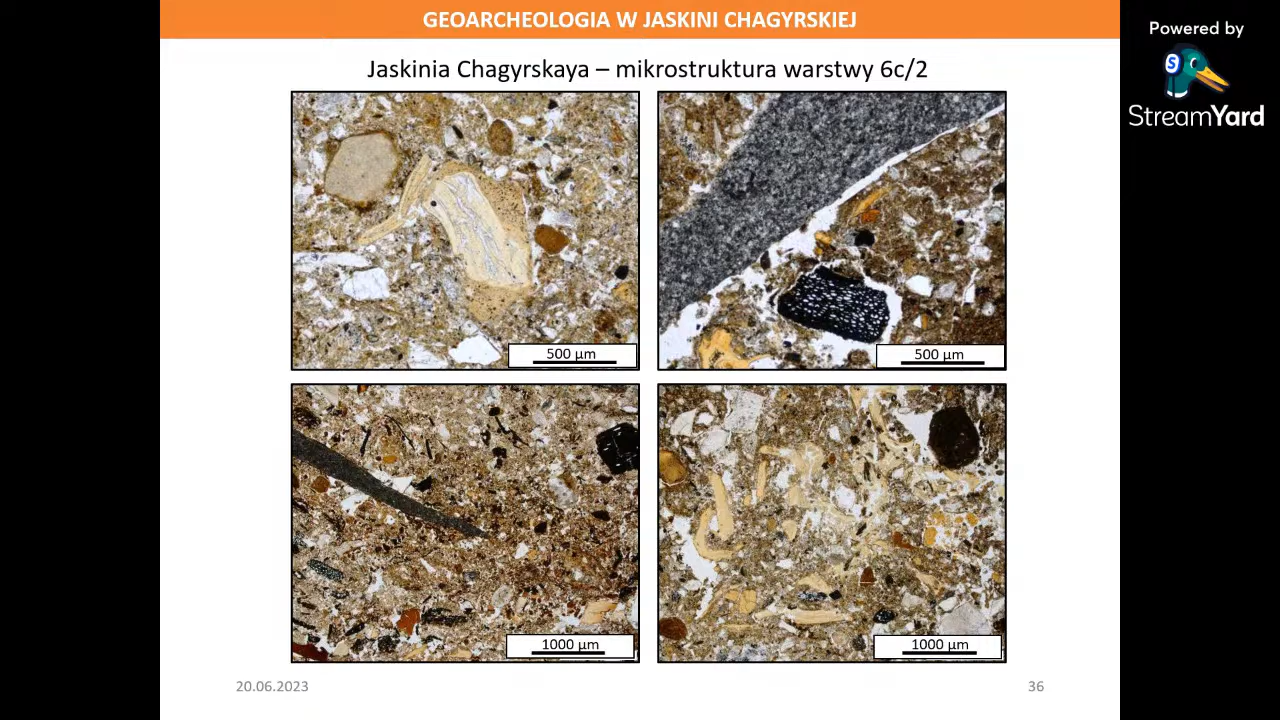 GEOARCHEOLOGIA W JASKINI CHAGYRSKIEJ
Powered by
StreamYard
Jaskinia Chagyrskaya – mikrostruktura warstwy 6c/2
500 µm
500 µm
1000 µm
1000 µm
20.06.2023
36